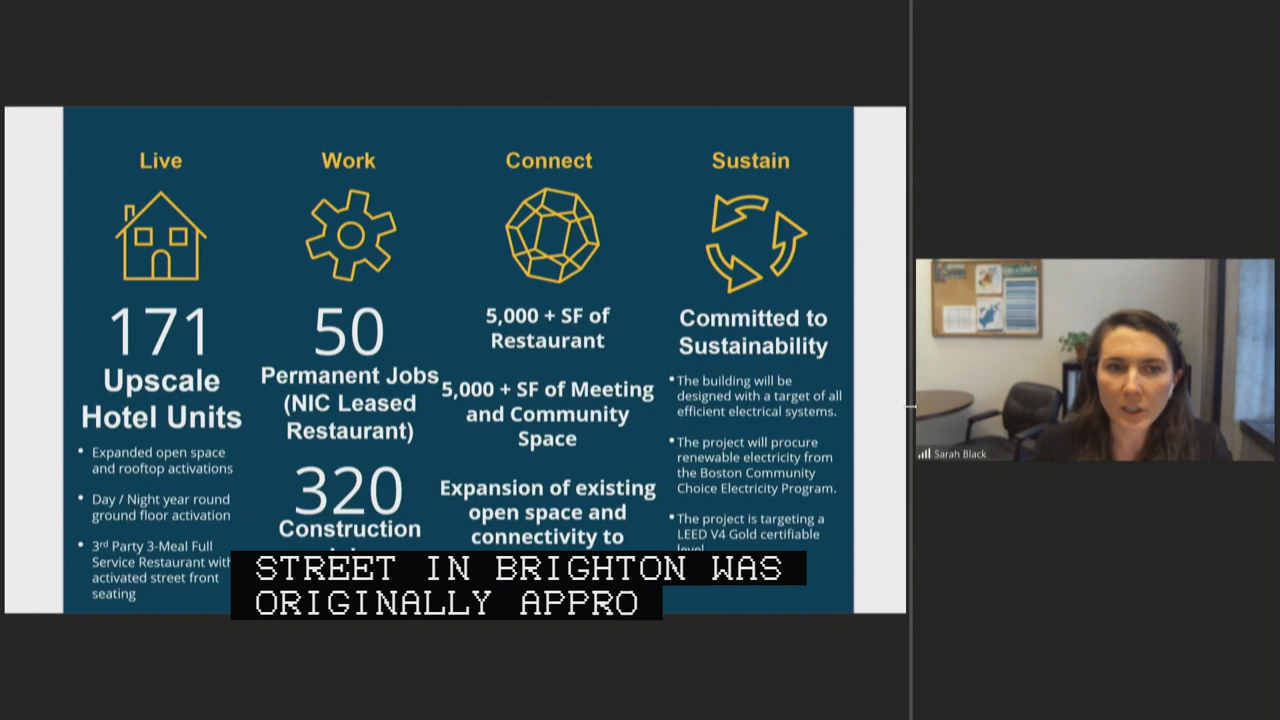 Live
171
Upscale
Hotel Units
• Expanded open space
and rooftop activations
• Day / Night year round
ground floor activation
• 3rd Party 3-Meal Full
Service Restaurant with
activated street front
seating
Work
50
Permanent Jobs
(NIC Leased
Restaurant)
320
Construction
Connect
5,000 + SF of
Restaurant
5,000 + SF of Meeting
and Community
Space
Expansion of existing
open space and
connectivity to
Sustain
Committed to
Sustainability
• The building will be
designed with a target of all
efficient electrical systems.
• The project will procure
renewable electricity from
the Boston Community
Choice Electricity Program.
• The project is targeting a
LEED V4 Gold certifiable
level
STREET IN BRIGHTON WAS
ORIGINALLY APPRO
Sarah Black